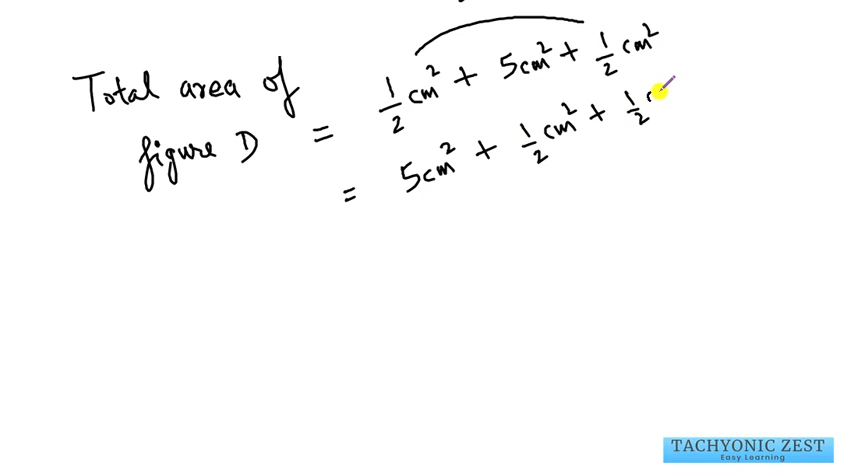 Total area of
figure D = 1/2 cm² + 5cm² + 1/2 cm²
= 5cm² + 1/2 cm² + 1/2 c
TACHYONIC ZEST
Easy Learning